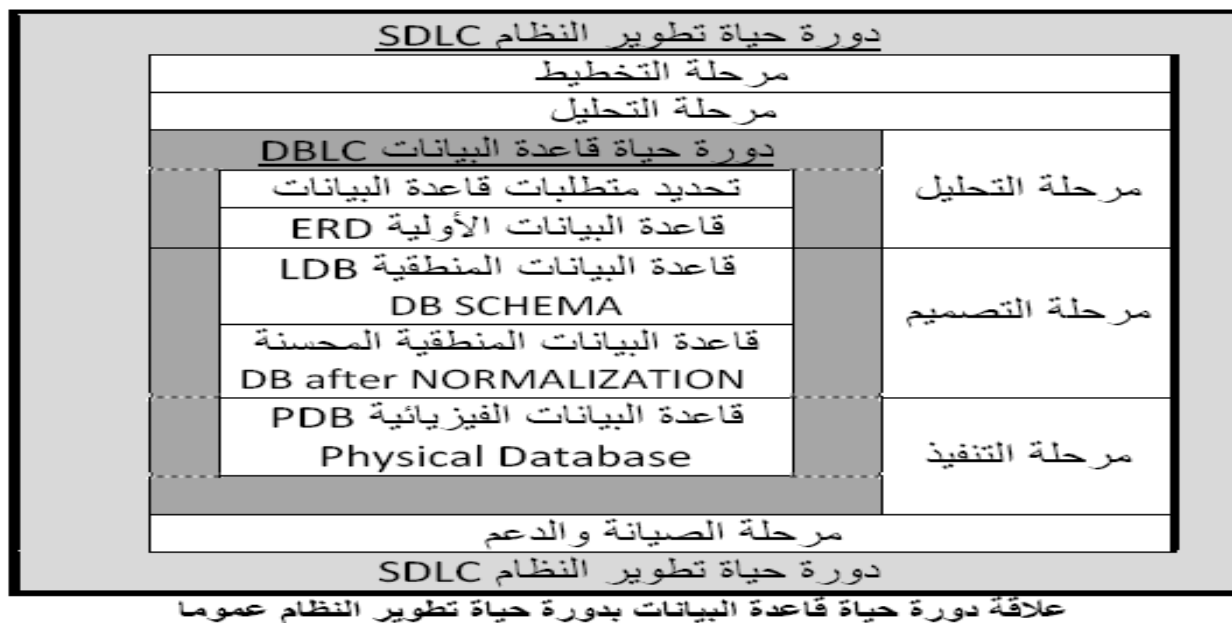 دورة حياة تطوير النظام SDLC
مرحلة التخطيط
مرحلة التحليل
دورة حياة قاعدة البيانات DBLC
مرحلة التحليل
تحديد متطلبات قاعدة البيانات
قاعدة البيانات الأولية ERD
مرحلة التصميم
قاعدة البيانات المنطقية LDB
DB SCHEMA
قاعدة البيانات المنطقية المحسنة
DB after NORMALIZATION
مرحلة التنفيذ
قاعدة البيانات الفيزيائية PDB
Physical Database
مرحلة الصيانة والدعم
دورة حياة تطوير النظام SDLC
علاقة دورة حياة قاعدة البيانات بدورة حياة تطوير النظام عموما